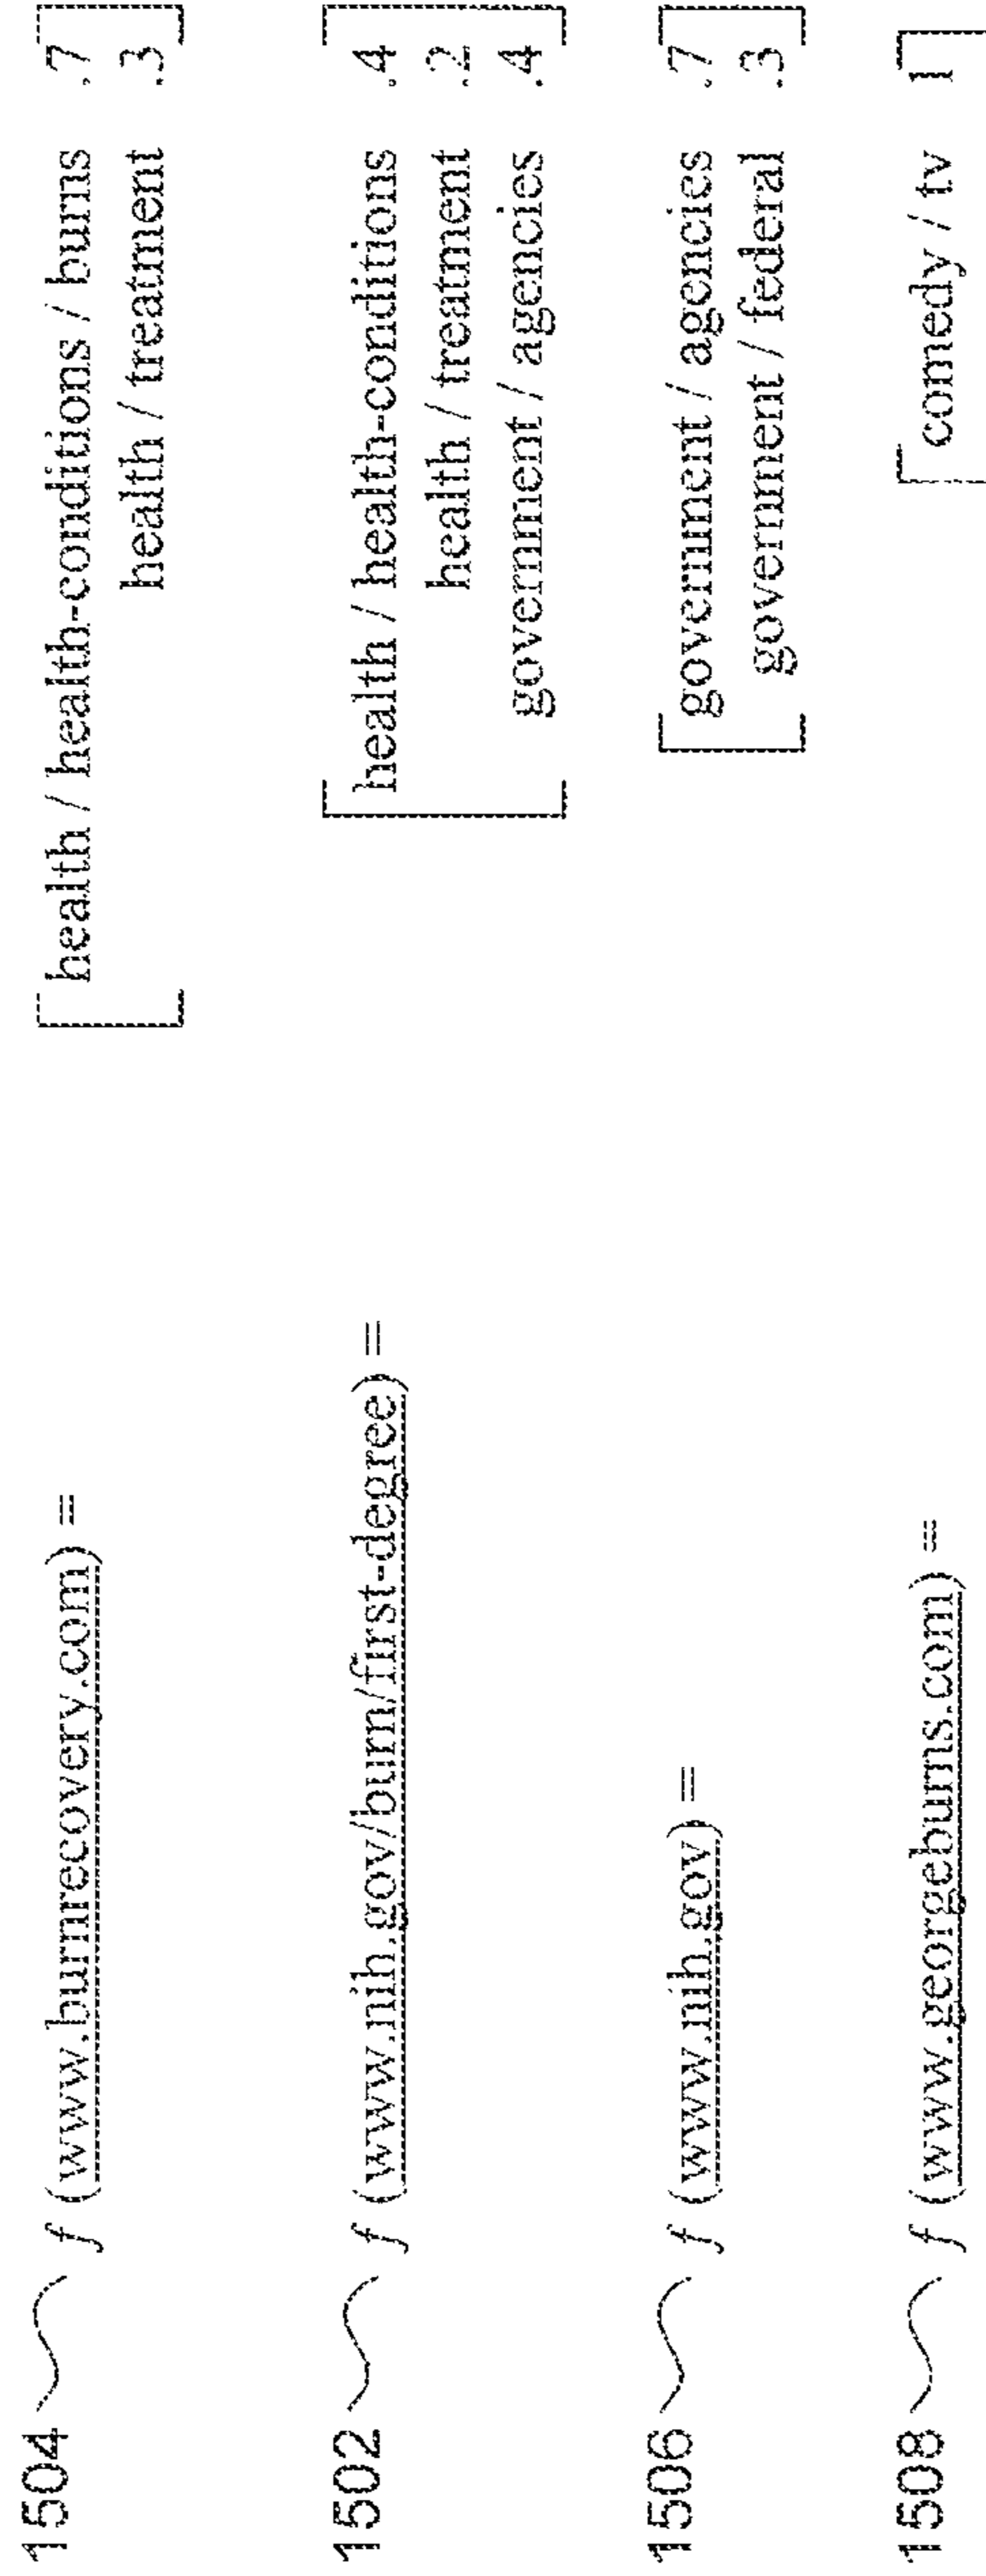 1504 f (www.burnrecovery.com) = health / health-conditions / burns .7
health / treatment .3
1502 f (www.nih.gov/burn/first-degree) = health / health-conditions .4
health / treatment .2
government / agencies .4
1506 f (www.nih.gov) = government / agencies .7
government / federal .3
1508 f (www.georgeburns.com) = comedy / tv 1